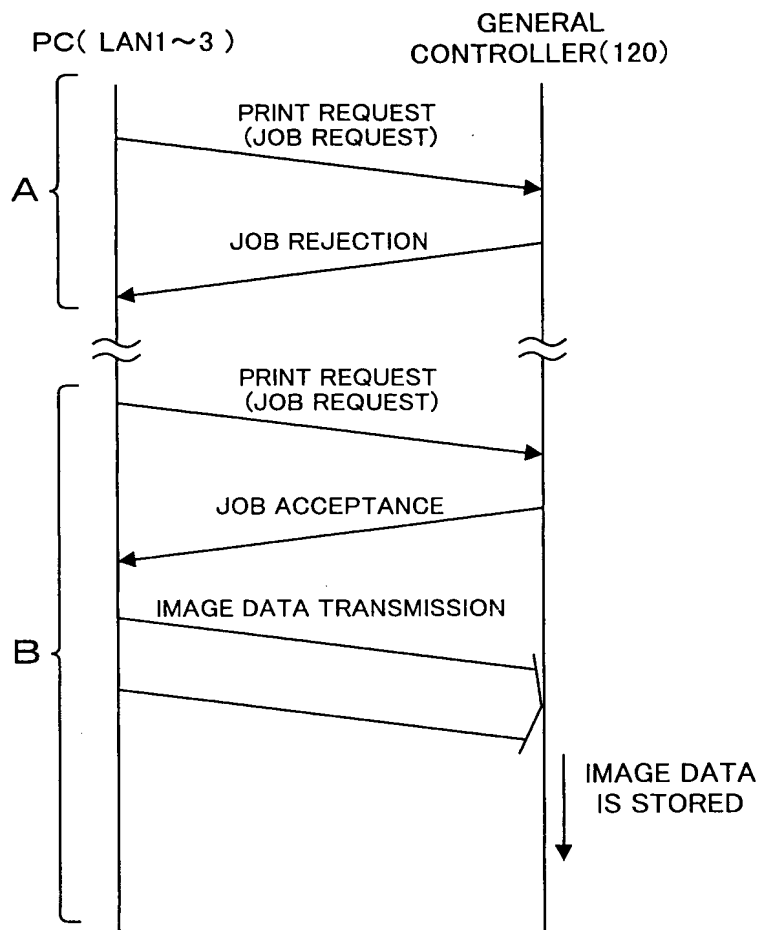 PC( LAN1～3 )
GENERAL
CONTROLLER(120)
A
PRINT REQUEST
(JOB REQUEST)
JOB REJECTION
B
PRINT REQUEST
(JOB REQUEST)
JOB ACCEPTANCE
IMAGE DATA TRANSMISSION
IMAGE DATA
IS STORED